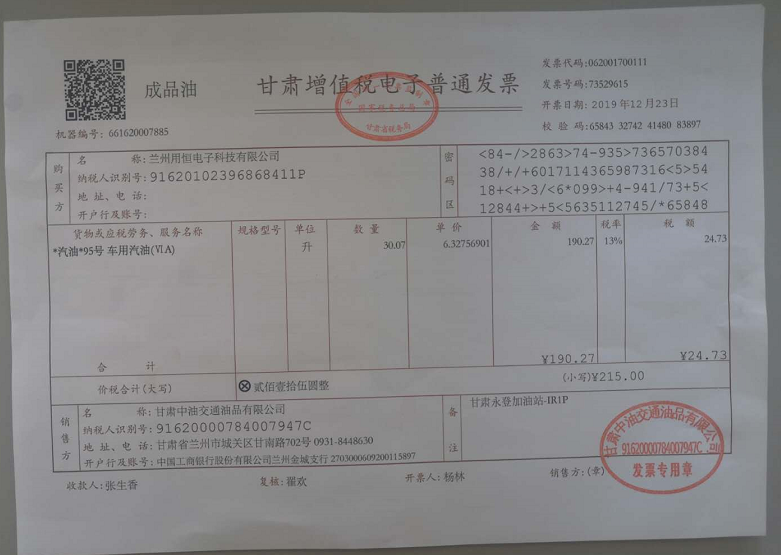 成品油
甘肃增值税电子普通发票
发票代码:062001700111
发票号码:73529615
开票日期:2019年12月23日
校 验 码:65843 32742 41480 83897
机器编号:661620007885
甘肃省税务局
购买方
名 称:兰州用恒电子科技有限公司
纳税人识别号:91620102396868411P
地 址、电 话:
开户行及账号:
密码区
<84-/>2863>74-935>736570384
38/+/+6017114365987316<5>54
18+<+>3/<6*099>+4-941/73+5<
12844+>+5<5635112745/*65848
货物或应税劳务、服务名称 规格型号 单位 数 量 单 价 金 额 税率 税 额
*汽油*95号 车用汽油(ⅥA) 升 30.07 6.32756901 190.27 13% 24.73
合 计 ¥190.27 ¥24.73
价税合计(大写) ⊗贰佰壹拾伍圆整 (小写)¥215.00
销售方
名 称:甘肃中油交通油品有限公司
纳税人识别号:91620000784007947C
地 址、电 话:甘肃省兰州市城关区甘南路702号 0931-8448630
开户行及账号:中国工商银行股份有限公司兰州金城支行 2703000609200115897
备注
甘肃永登加油站-IR1P
甘肃中油交通油品有限公司
91620000784007947C
发票专用章
收款人:张生香 复核:翟欢 开票人:杨林 销售方:(章)